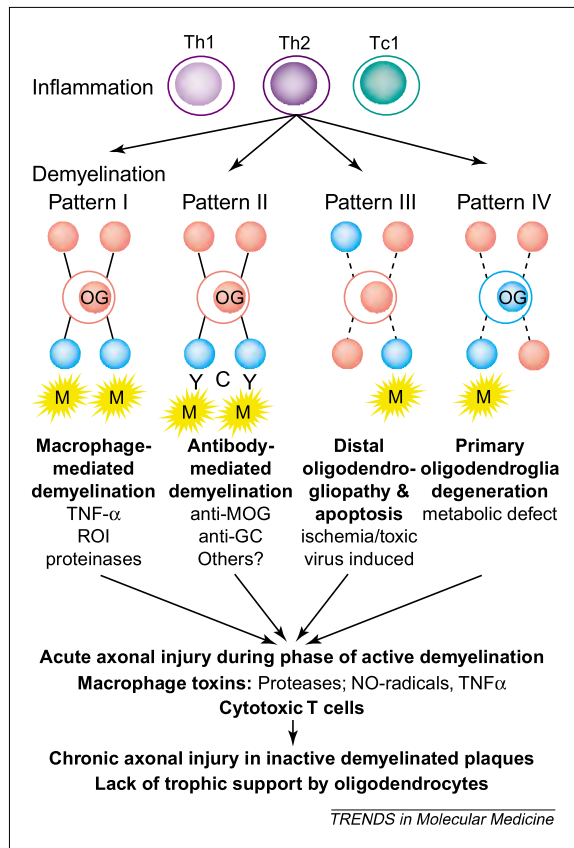 Th1 Th2 Tc1
Inflammation
Demyelination
Pattern I Pattern II Pattern III Pattern IV
OG OG OG
Y C Y
M M M M M M
Macrophage-
mediated
demyelination
TNF-α
ROI
proteinases
Antibody-
mediated
demyelination
anti-MOG
anti-GC
Others?
Distal
oligodendro-
gliopathy &
apoptosis
ischemia/toxic
virus induced
Primary
oligodendroglia
degeneration
metabolic defect
Acute axonal injury during phase of active demyelination
Macrophage toxins: Proteases; NO-radicals, TNFα
Cytotoxic T cells
Chronic axonal injury in inactive demyelinated plaques
Lack of trophic support by oligodendrocytes
TRENDS in Molecular Medicine